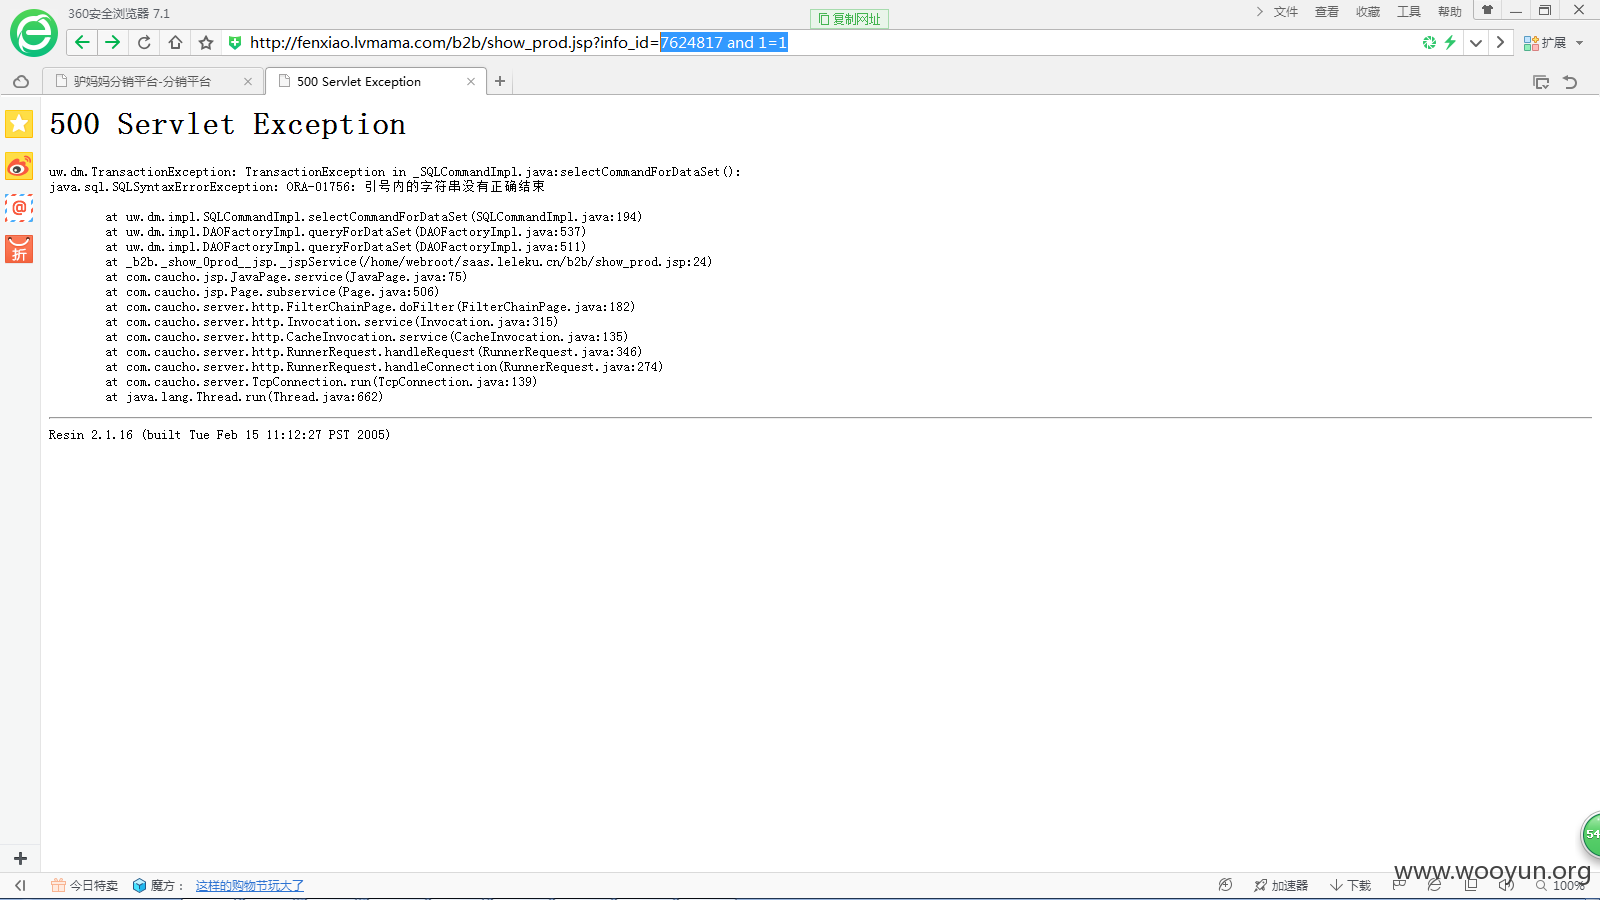 360安全浏览器 7.1
复制网址
文件 查看 收藏 工具 帮助
http://fenxiao.lvmama.com/b2b/show_prod.jsp?info_id=7624817 and 1=1
扩展
驴妈妈分销平台-分销平台
500 Servlet Exception
500 Servlet Exception
uw.dm.TransactionException: TransactionException in _SQLCommandImpl.java:selectCommandForDataSet():
java.sql.SQLSyntaxErrorException: ORA-01756: 引号内的字符串没有正确结束
at uw.dm.impl.SQLCommandImpl.selectCommandForDataSet(SQLCommandImpl.java:194)
at uw.dm.impl.DAOFactoryImpl.queryForDataSet(DAOFactoryImpl.java:537)
at uw.dm.impl.DAOFactoryImpl.queryForDataSet(DAOFactoryImpl.java:511)
at _b2b._show_0prod__jsp._jspService(/home/webroot/saas.leleku.cn/b2b/show_prod.jsp:24)
at com.caucho.jsp.JavaPage.service(JavaPage.java:75)
at com.caucho.jsp.Page.subservice(Page.java:506)
at com.caucho.server.http.FilterChainPage.doFilter(FilterChainPage.java:182)
at com.caucho.server.http.Invocation.service(Invocation.java:315)
at com.caucho.server.http.CacheInvocation.service(CacheInvocation.java:135)
at com.caucho.server.http.RunnerRequest.handleRequest(RunnerRequest.java:346)
at com.caucho.server.http.RunnerRequest.handleConnection(RunnerRequest.java:274)
at com.caucho.server.TcpConnection.run(TcpConnection.java:139)
at java.lang.Thread.run(Thread.java:662)
Resin 2.1.16 (built Tue Feb 15 11:12:27 PST 2005)
折
54
www.wooyun.org
今日特卖 魔方： 这样的购物节玩大了 加速器 下载 100%